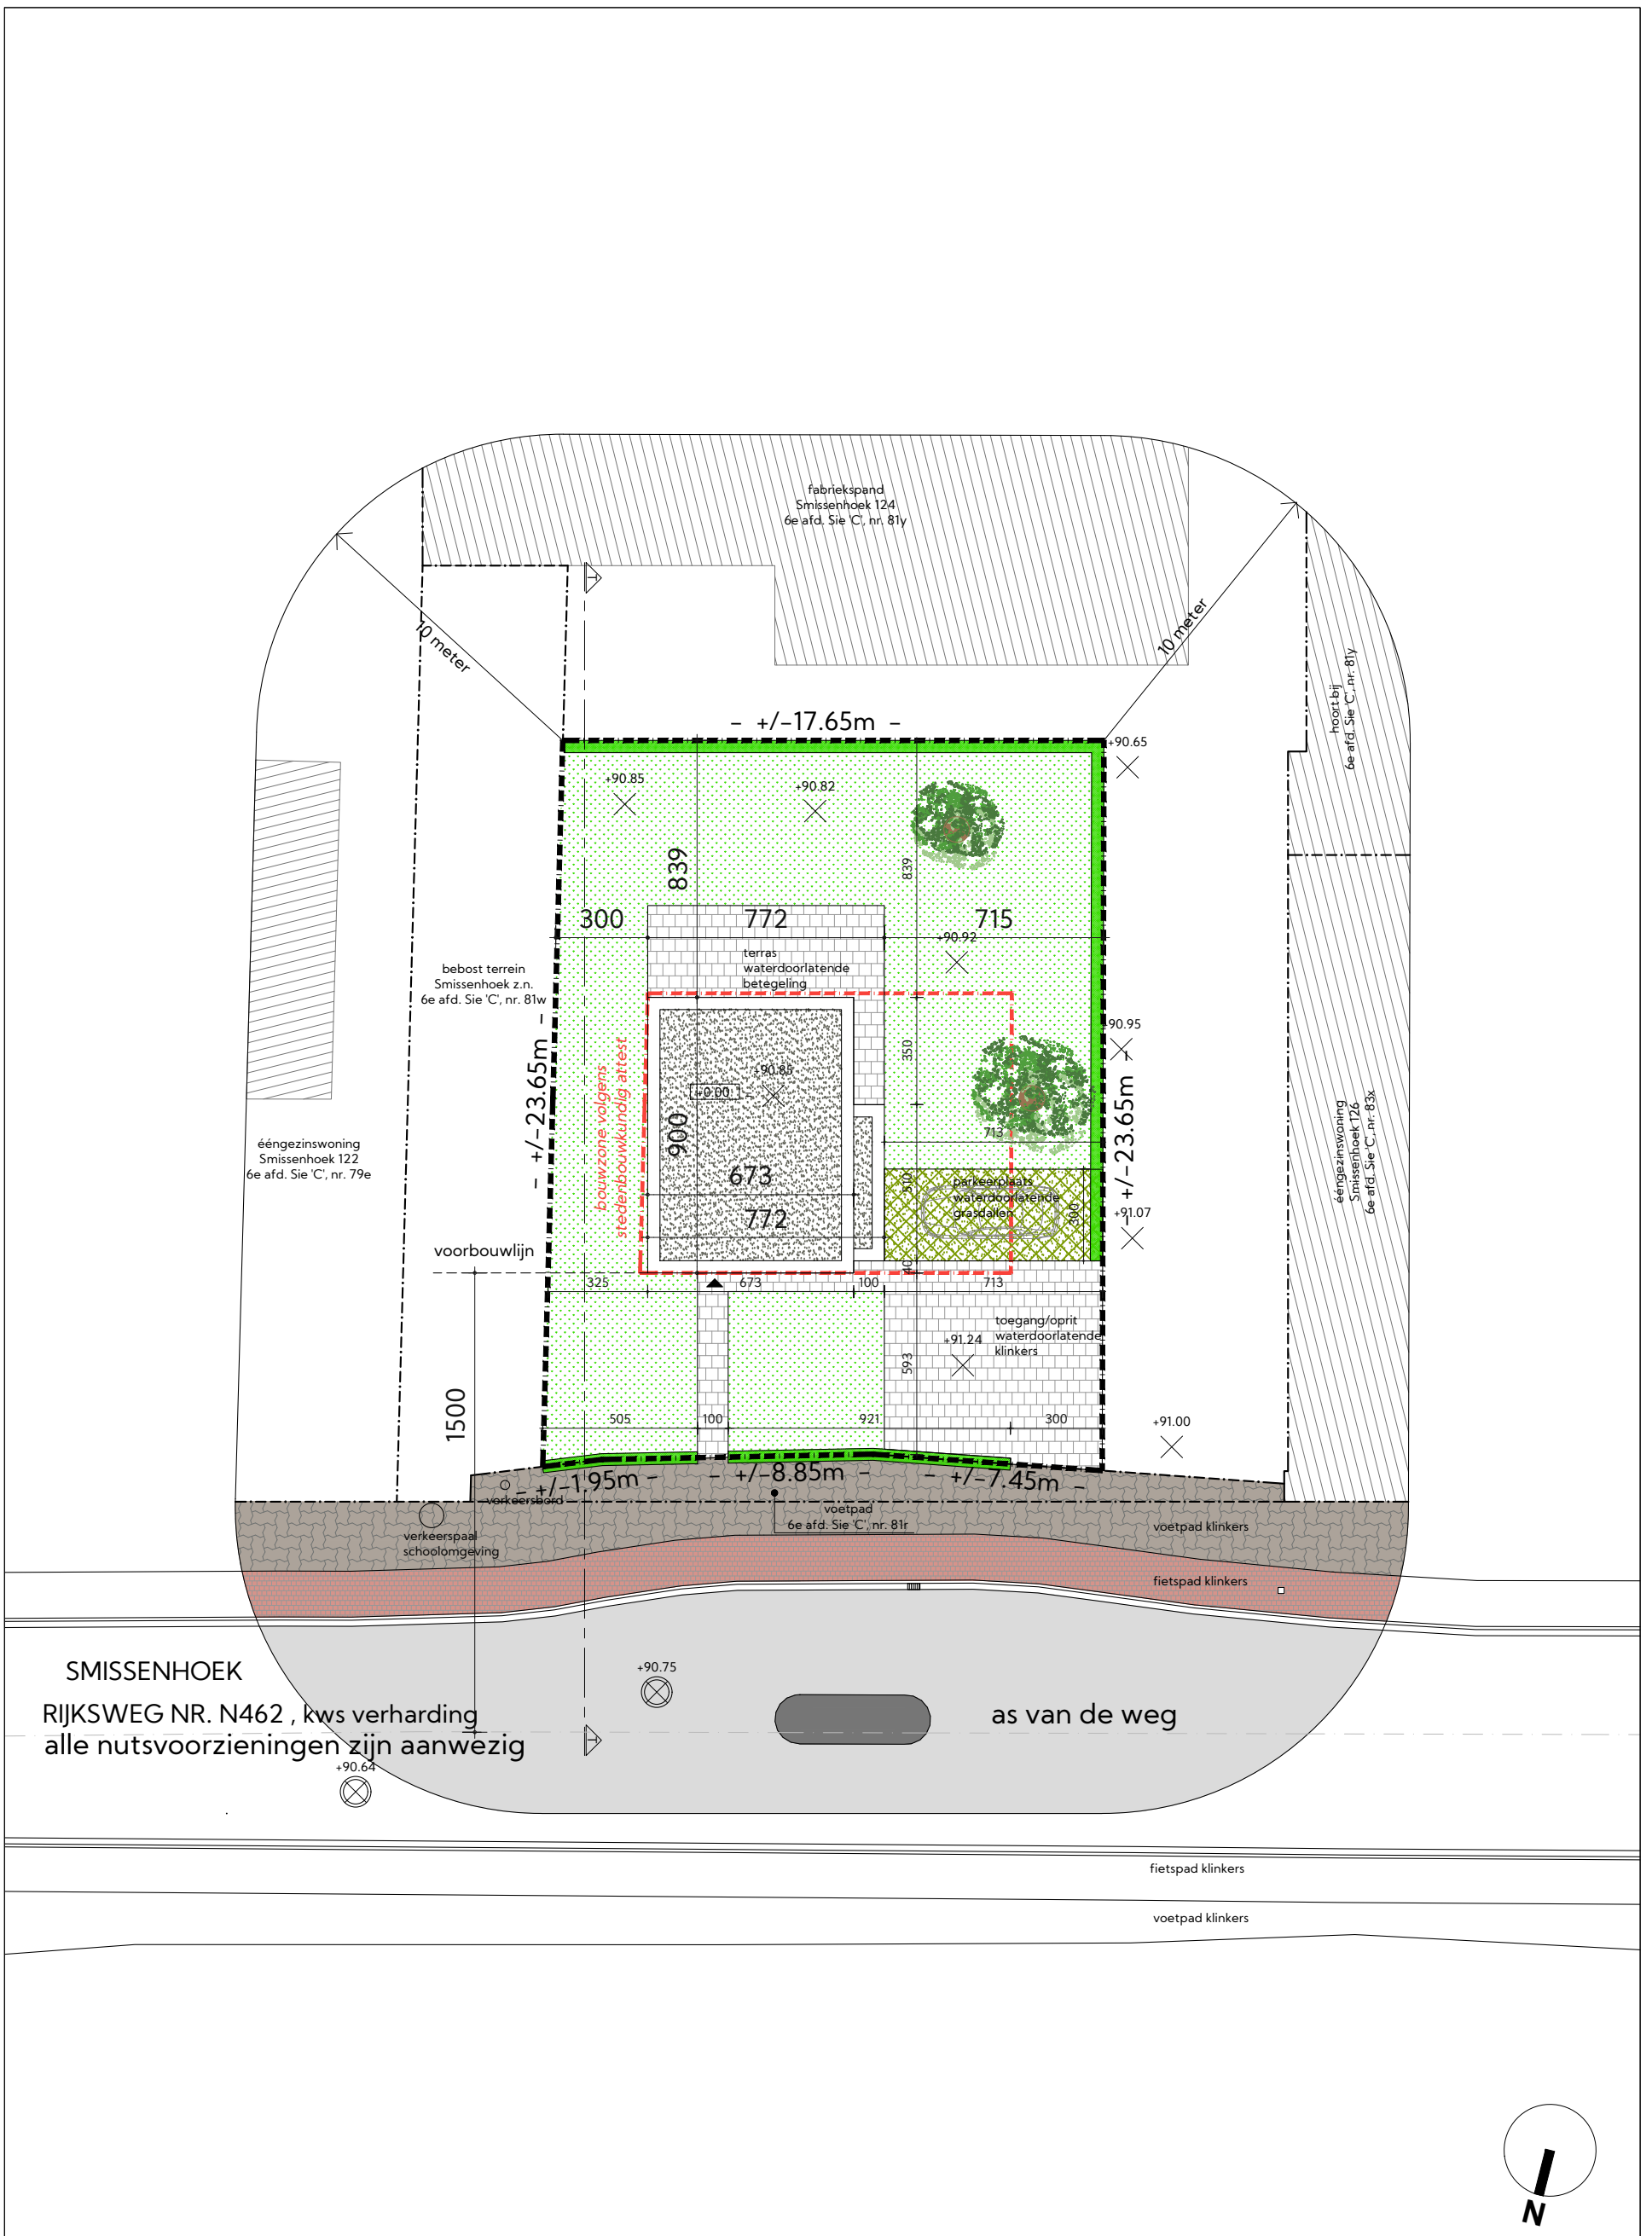 fabriekspand
Smissenhoek 124
6e afd. Sie 'C', nr. 81y
10 meter
10 meter
hoort bij
6e afd. Sie 'C', nr. 81y
- +/-17.65m -
+90.65
+90.85
+90.82
839
839
300
772
715
+90.92
terras
waterdoorlatende
betegeling
bebost terrein
Smissenhoek z.n.
6e afd. Sie 'C', nr. 81w
- +/-23.65m -
bouwzone volgens
stedenbouwkundig attest
+90.85
+0.00
900
350
+90.95
- +/-23.65m -
713
ééngezinswoning
Smissenhoek 122
6e afd. Sie 'C', nr. 79e
ééngezinswoning
Smissenhoek 126
6e afd. Sie 'C', nr. 83x
673
772
510
parkeerplaats
waterdoorlatende
grasdallen
300
+91.07
voorbouwlijn
40
325
673
100
713
toegang/oprit
waterdoorlatende
klinkers
+91.24
593
1500
505
100
921
300
+91.00
- +/-1.95m -
- +/-8.85m -
- +/-7.45m -
verkeersbord
voetpad
6e afd. Sie 'C', nr. 81r
voetpad klinkers
verkeerspaal
schoolomgeving
fietspad klinkers
SMISSENHOEK
RIJKSWEG NR. N462 , kws verharding
alle nutsvoorzieningen zijn aanwezig
+90.75
as van de weg
+90.64
fietspad klinkers
voetpad klinkers
N